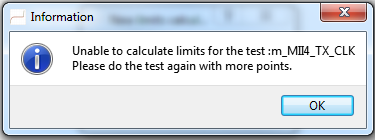 Information
Unable to calculate limits for the test :m_MII4_TX_CLK
Please do the test again with more points.
OK